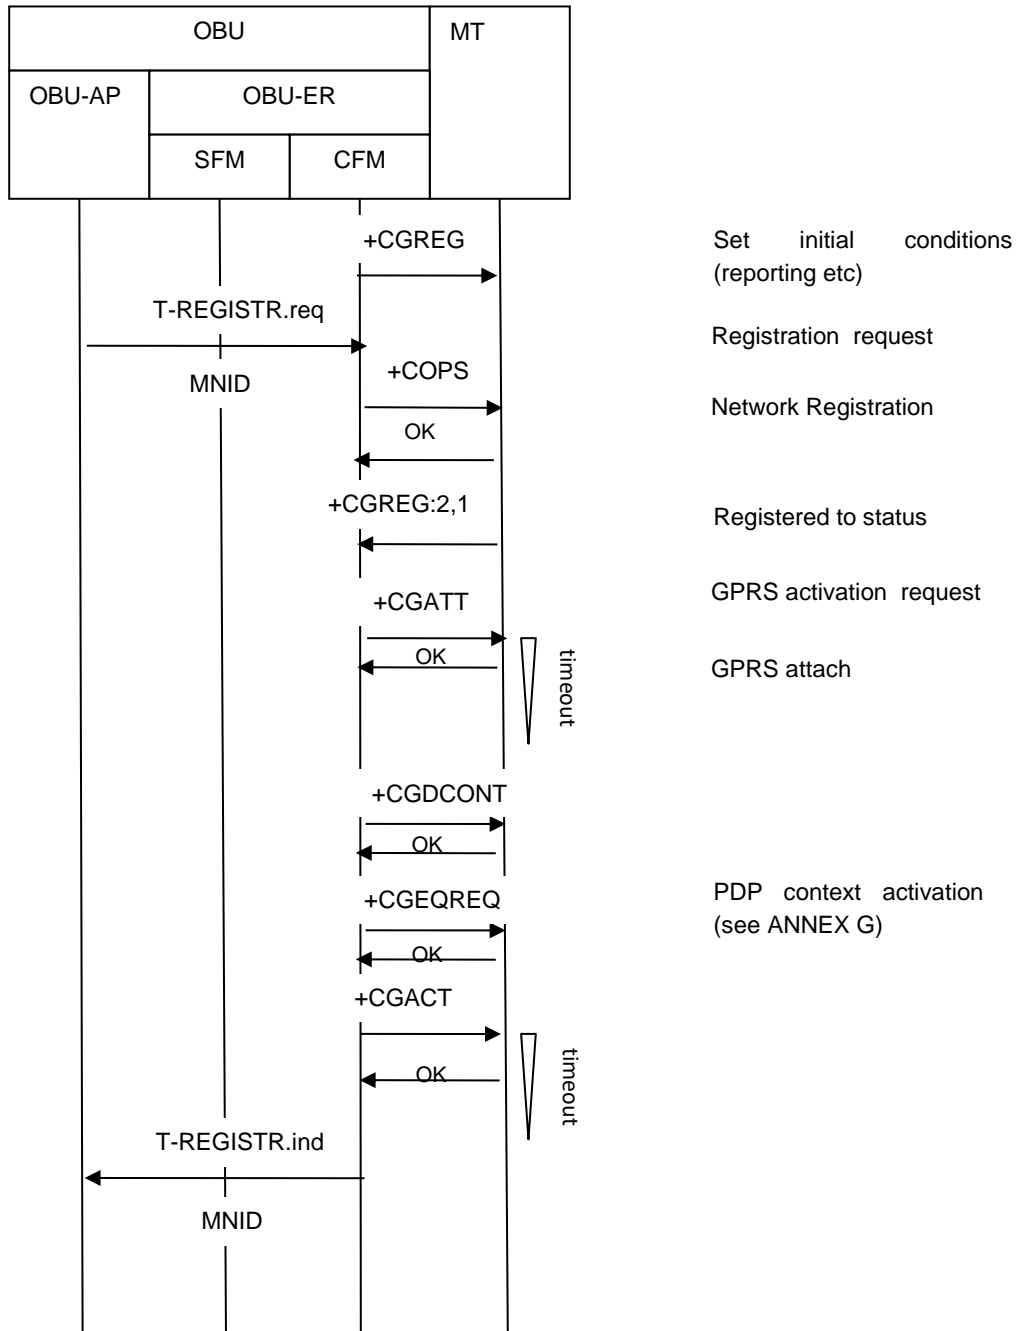 OBU
MT
OBU-AP
OBU-ER
SFM
CFM
+CGREG
Set initial conditions
(reporting etc)
T-REGISTR.req
Registration request
MNID
+COPS
Network Registration
OK
+CGREG:2,1
Registered to status
+CGATT
GPRS activation request
OK
timeout
GPRS attach
+CGDCONT
OK
+CGEQREQ
PDP context activation
(see ANNEX G)
OK
+CGACT
OK
timeout
T-REGISTR.ind
MNID